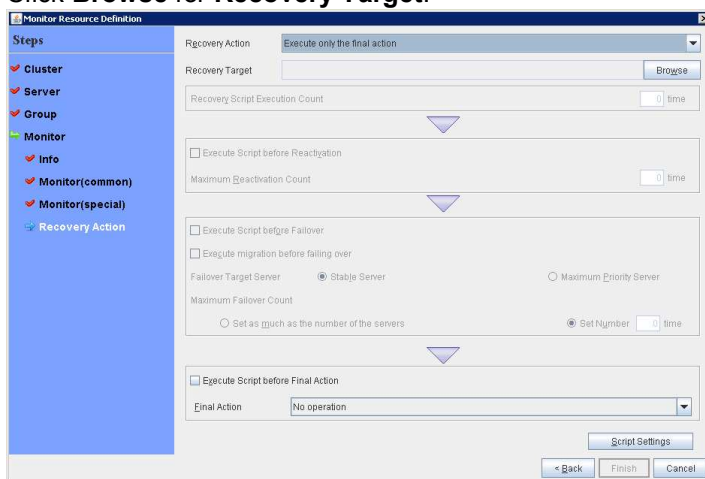 Click Browse for Recovery Target.
Monitor Resource Definition
Steps
Cluster
Server
Group
Monitor
Info
Monitor(common)
Monitor(special)
Recovery Action
Recovery Action Execute only the final action
Recovery Target Browse
Recovery Script Execution Count 0 time
Execute Script before Reactivation
Maximum Reactivation Count 0 time
Execute Script before Failover
Execute migration before failing over
Failover Target Server Stable Server Maximum Priority Server
Maximum Failover Count
Set as much as the number of the servers Set Number 0 time
Execute Script before Final Action
Final Action No operation
Script Settings
< Back Finish Cancel